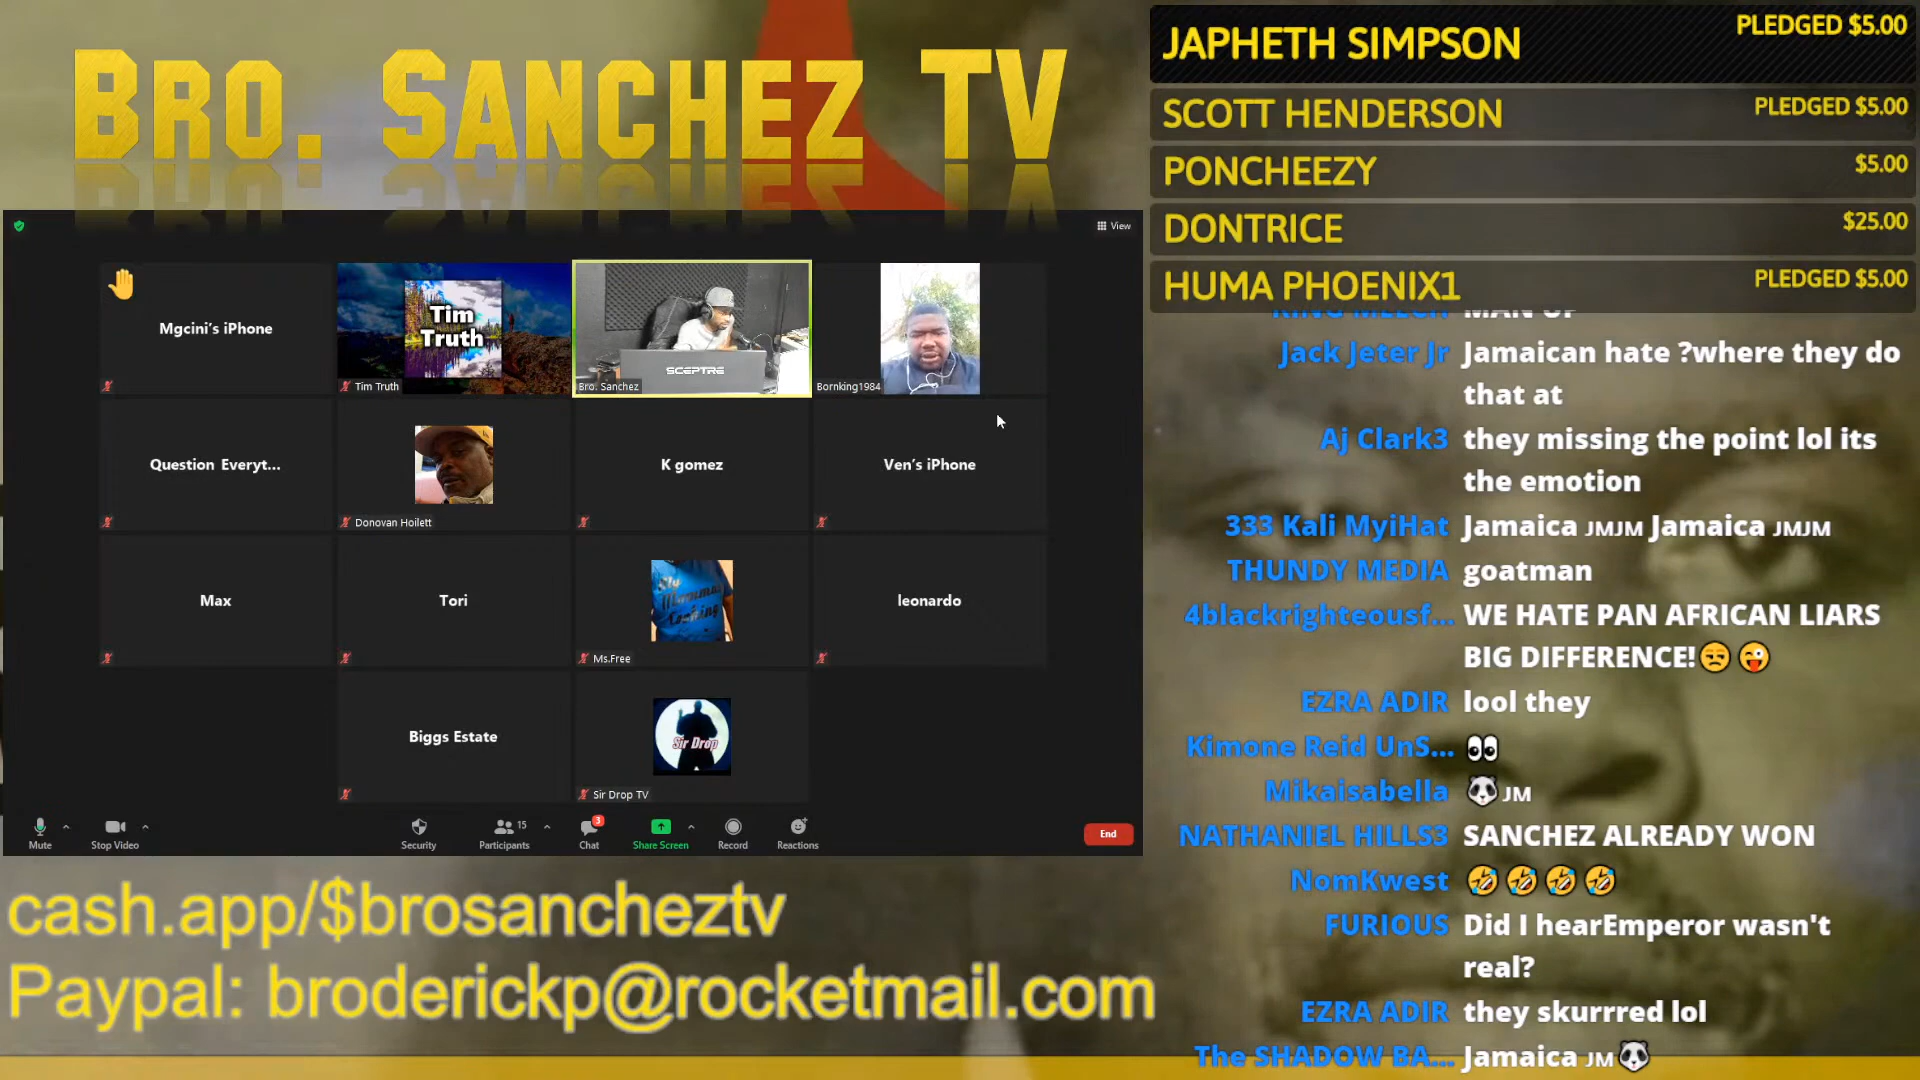 BRO. SANCHEZ TV
JAPHETH SIMPSON PLEDGED $5.00
SCOTT HENDERSON PLEDGED $5.00
PONCHEEZY $5.00
DONTRICE $25.00
HUMA PHOENIX1 PLEDGED $5.00
View
Mgcini's iPhone
Tim
Truth
Tim Truth
SCEPTRE
Bro. Sanchez
Bornking1984
Question Everyt...
Donovan Hoilett
K gomez
Ven's iPhone
Max
Tori
Ms.Free
leonardo
Biggs Estate
Sir Drop
Sir Drop TV
Mute
Stop Video
Security
15
Participants
3
Chat
Share Screen
Record
Reactions
End
cash.app/$brosancheztv
Paypal: broderickp@rocketmail.com
MAN UP
Jack Jeter Jr Jamaican hate ?where they do
that at
Aj Clark3 they missing the point lol its
the emotion
333 Kali MyiHat Jamaica JMJM Jamaica JMJM
THUNDY MEDIA goatman
4blackrighteousf... WE HATE PAN AFRICAN LIARS
BIG DIFFERENCE!😒😜
EZRA ADIR lool they
Kimone Reid UnS... 👀
Mikaisabella 🐼JM
NATHANIEL HILLS3 SANCHEZ ALREADY WON
NomKwest 🤣🤣🤣🤣
FURIOUS Did I hearEmperor wasn't
real?
EZRA ADIR they skurrred lol
The SHADOW BA... Jamaica JM🐼